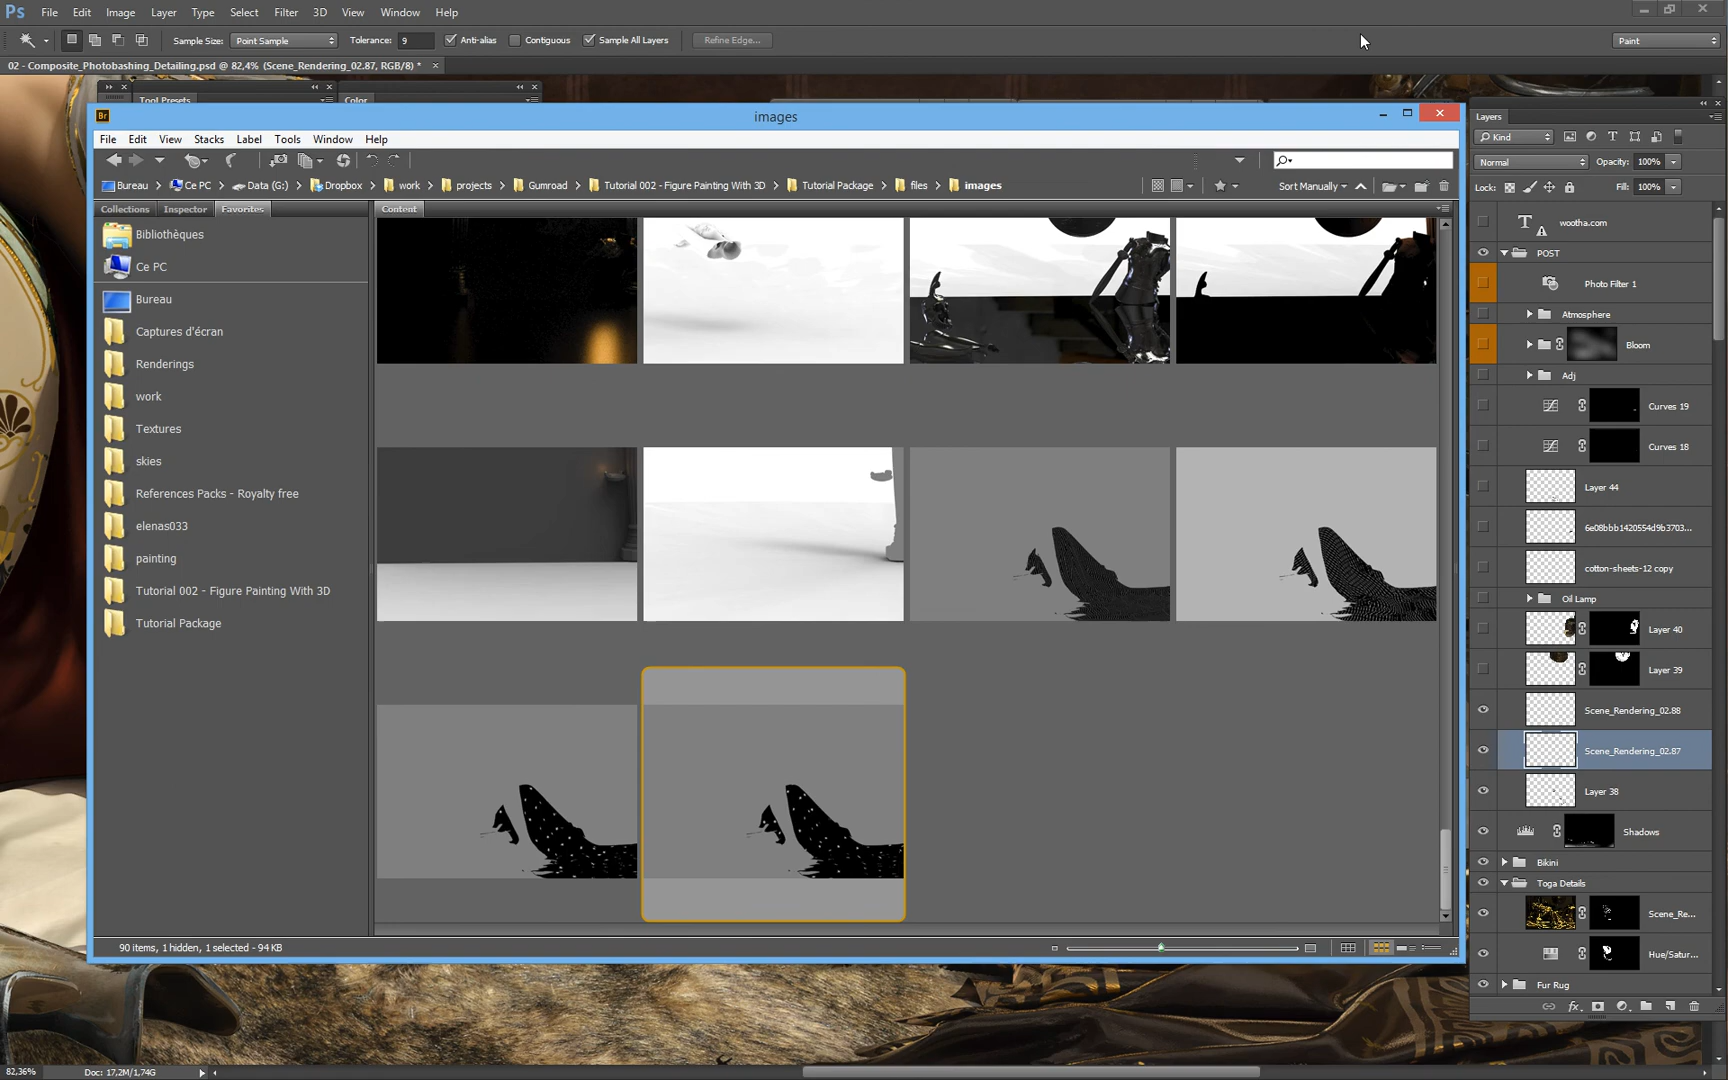 Ps File Edit Image Layer Type Select Filter 3D View Window Help
Sample Size: Point Sample Tolerance: 9 Anti-alias Contiguous Sample All Layers Refine Edge... Paint
02 - Composite_Photobashing_Detailing.psd @ 82,4% (Scene_Rendering_02.87, RGB/8) *
Tool Presets Color
Br images
File Edit View Stacks Label Tools Window Help
Bureau Ce PC Data (G:) Dropbox work projects Gumroad Tutorial 002 - Figure Painting With 3D Tutorial Package files images Sort Manually
Collections Inspector Favorites Content
Bibliothèques
Ce PC
Bureau
Captures d'écran
Renderings
work
Textures
skies
References Packs - Royalty free
elenas033
painting
Tutorial 002 - Figure Painting With 3D
Tutorial Package
90 items, 1 hidden, 1 selected - 94 KB
Layers
Kind
Normal Opacity: 100%
Lock: Fill: 100%
T wootha.com
POST
Photo Filter 1
Atmosphere
Bloom
Adj
Curves 19
Curves 18
Layer 44
6e08bbb1420554d9b3703...
cotton-sheets-12 copy
Oil Lamp
Layer 40
Layer 39
Scene_Rendering_02.88
Scene_Rendering_02.87
Layer 38
Shadows
Bikini
Toga Details
Scene_Re...
Hue/Satur...
Fur Rug
fx
82,36% Doc: 17,2M/1,74G